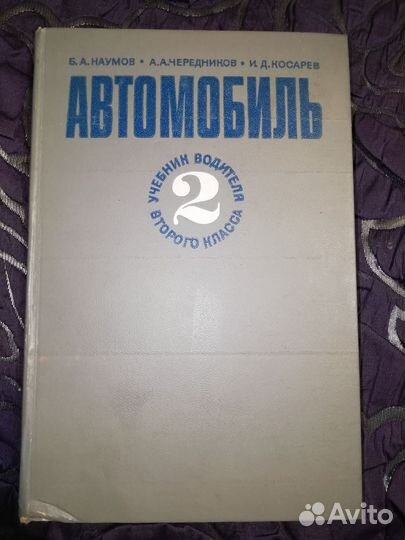 Б.А.НАУМОВ • А.А.ЧЕРЕДНИКОВ • И.Д.КОСАРЕВ
АВТОМОБИЛЬ
УЧЕБНИК ВОДИТЕЛЯ
2
ВТОРОГО КЛАССА
Avito